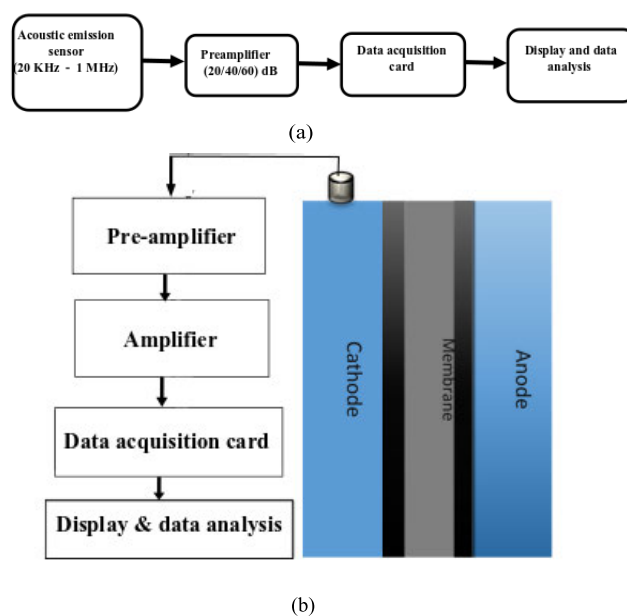 Acoustic emission
sensor
(20 KHz - 1 MHz)
Preamplifier
(20/40/60) dB
Data acquisition
card
Display and data
analysis
(a)
Pre-amplifier
Amplifier
Data acquisition card
Display & data analysis
Cathode
Membrane
Anode
(b)